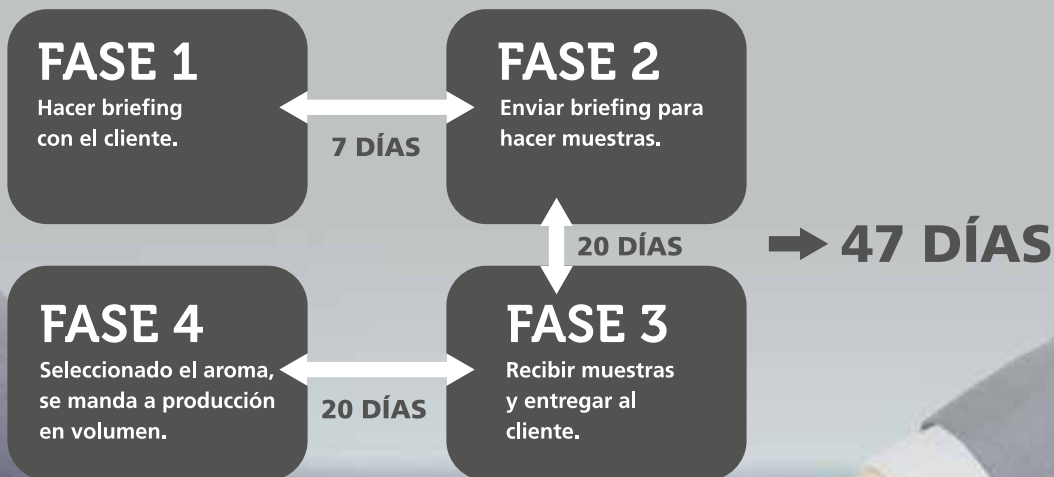 FASE 1
Hacer briefing
con el cliente.
7 DÍAS
FASE 2
Enviar briefing para
hacer muestras.
20 DÍAS
47 DÍAS
FASE 3
Recibir muestras
y entregar al
cliente.
20 DÍAS
FASE 4
Seleccionado el aroma,
se manda a producción
en volumen.